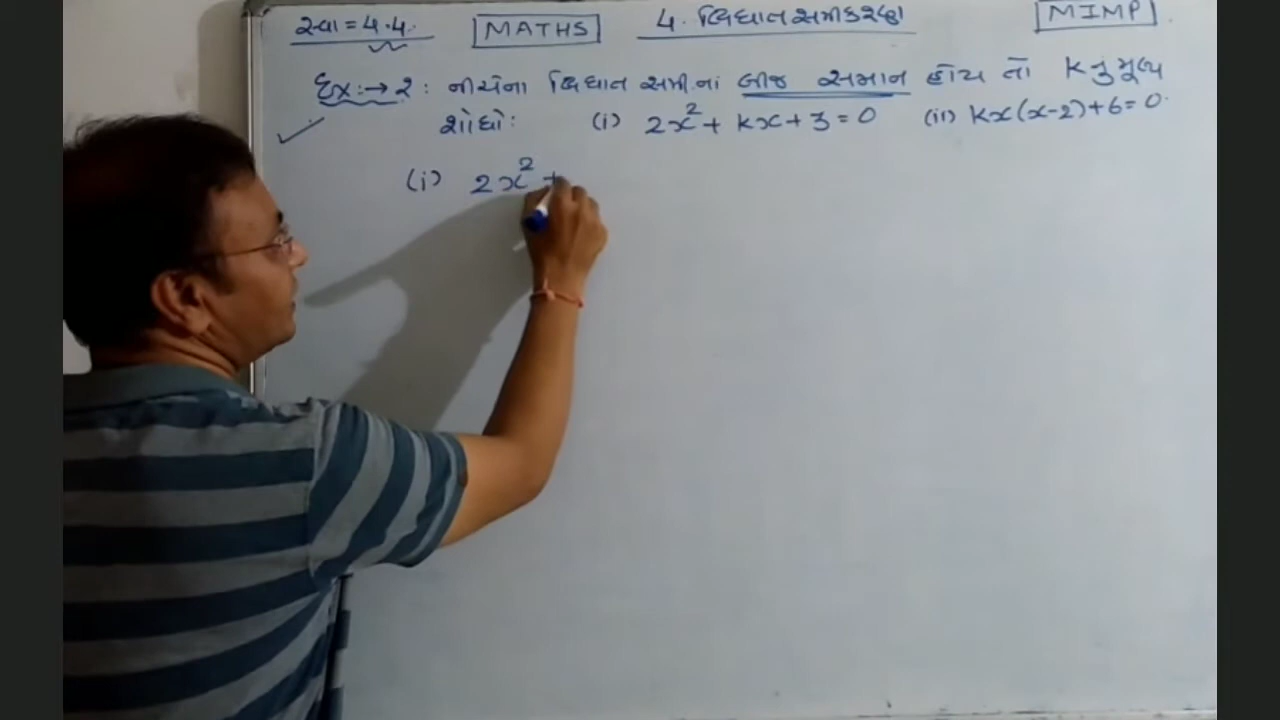 સ્વા = 4.4. MATHS 4. દ્વિઘાત સમીકરણ MIMP
Ex: → 2 : નીચેના દ્વિઘાત સમી.નાં બીજ સમાન હોય તો K નુ મૂલ્ય
શોધો: (i) 2x² + kx + 3 = 0 (ii) kx(x-2)+6=0.
(i) 2x² +